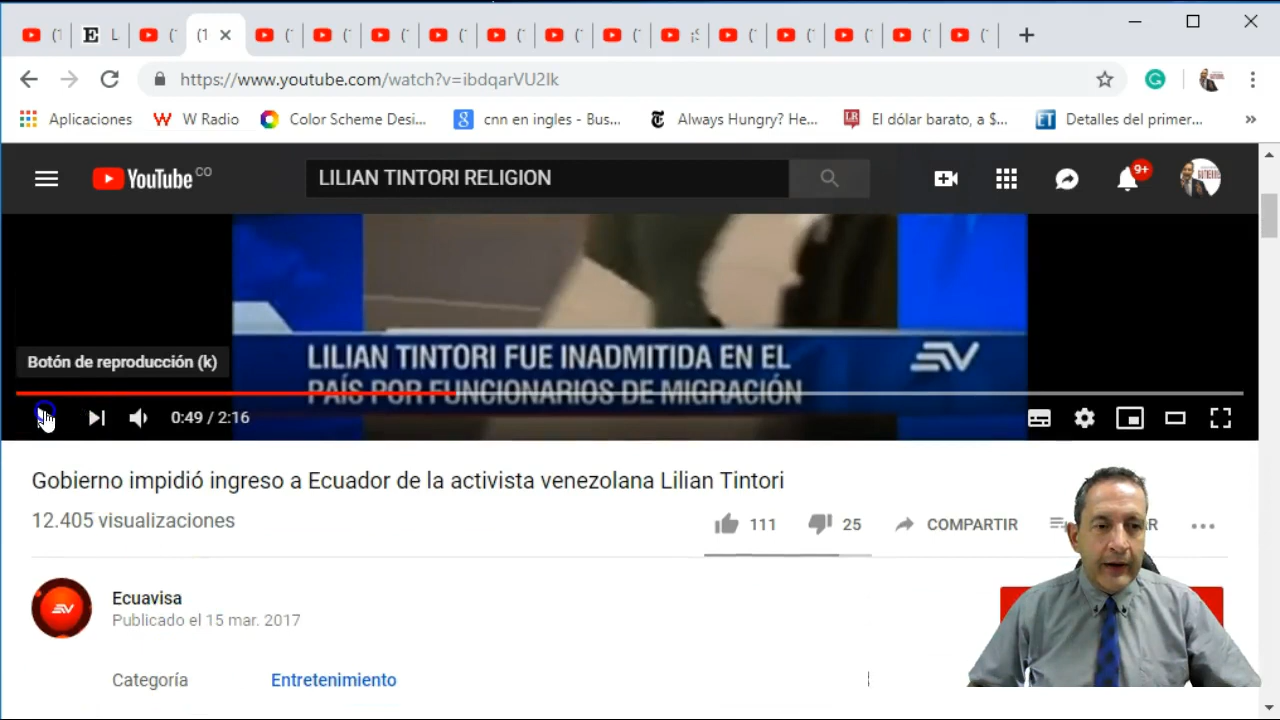 (1
L
(
(1
(
(
(
(
(
(
(
¡S
(
(
(
(
(
https://www.youtube.com/watch?v=ibdqarVU2Ik
Aplicaciones
W Radio
Color Scheme Desi...
cnn en ingles - Bus...
Always Hungry? He...
El dólar barato, a $...
Detalles del primer...
»
YouTube CO
LILIAN TINTORI RELIGION
9+
Botón de reproducción (k)
LILIAN TINTORI FUE INADMITIDA EN EL
PAÍS POR FUNCIONARIOS DE MIGRACIÓN
0:49 / 2:16
Gobierno impidió ingreso a Ecuador de la activista venezolana Lilian Tintori
12.405 visualizaciones
111
25
COMPARTIR
Ecuavisa
Publicado el 15 mar. 2017
Categoría
Entretenimiento